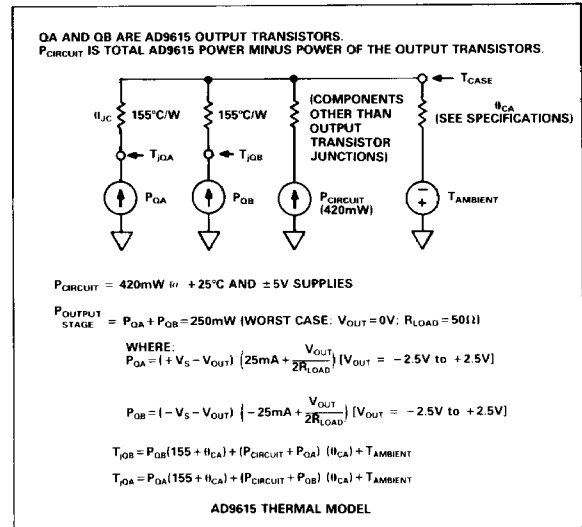 QA AND QB ARE AD9615 OUTPUT TRANSISTORS.
PCIRCUIT IS TOTAL AD9615 POWER MINUS POWER OF THE OUTPUT TRANSISTORS.
TCASE
θJC 155°C/W 155°C/W (COMPONENTS OTHER THAN OUTPUT TRANSISTOR JUNCTIONS) θCA (SEE SPECIFICATIONS)
TjQA TjQB
PQA PQB PCIRCUIT (420mW) TAMBIENT
PCIRCUIT = 420mW @ +25°C AND ±5V SUPPLIES
POUTPUT STAGE = PQA + PQB = 250mW (WORST CASE: VOUT = 0V; RLOAD = 50Ω)
WHERE:
PQA = (+VS − VOUT) (25mA + VOUT/2RLOAD) [VOUT = −2.5V to +2.5V]
PQB = (−VS − VOUT) (−25mA + VOUT/2RLOAD) [VOUT = −2.5V to +2.5V]
TjQB = PQB(155 + θCA) + (PCIRCUIT + PQA) (θCA) + TAMBIENT
TjQA = PQA(155 + θCA) + (PCIRCUIT + PQB) (θCA) + TAMBIENT
AD9615 THERMAL MODEL